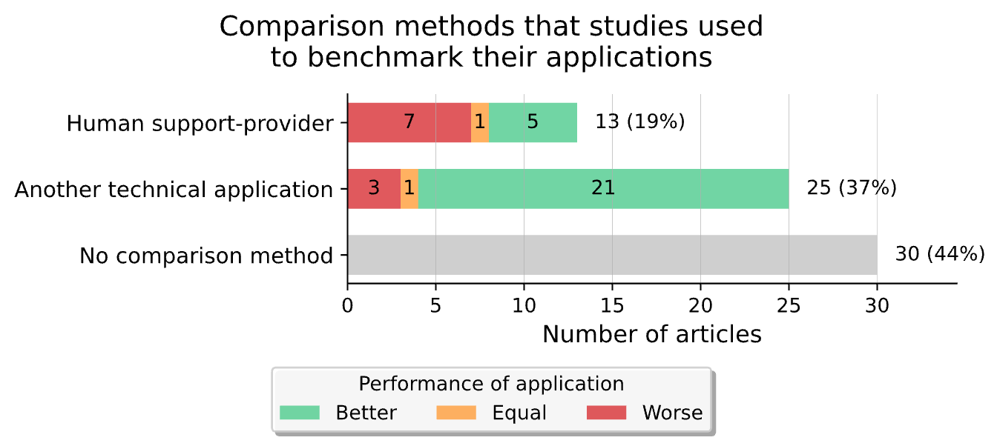 Comparison methods that studies used
to benchmark their applications
Human support-provider
7 1 5 13 (19%)
Another technical application
3 1 21 25 (37%)
No comparison method
30 (44%)
0 5 10 15 20 25 30
Number of articles
Performance of application
Better Equal Worse